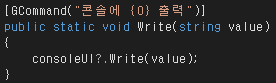 [GCommand("콘솔에 {0} 출력")]
public static void Write(string value)
{
    consoleUI?.Write(value);
}